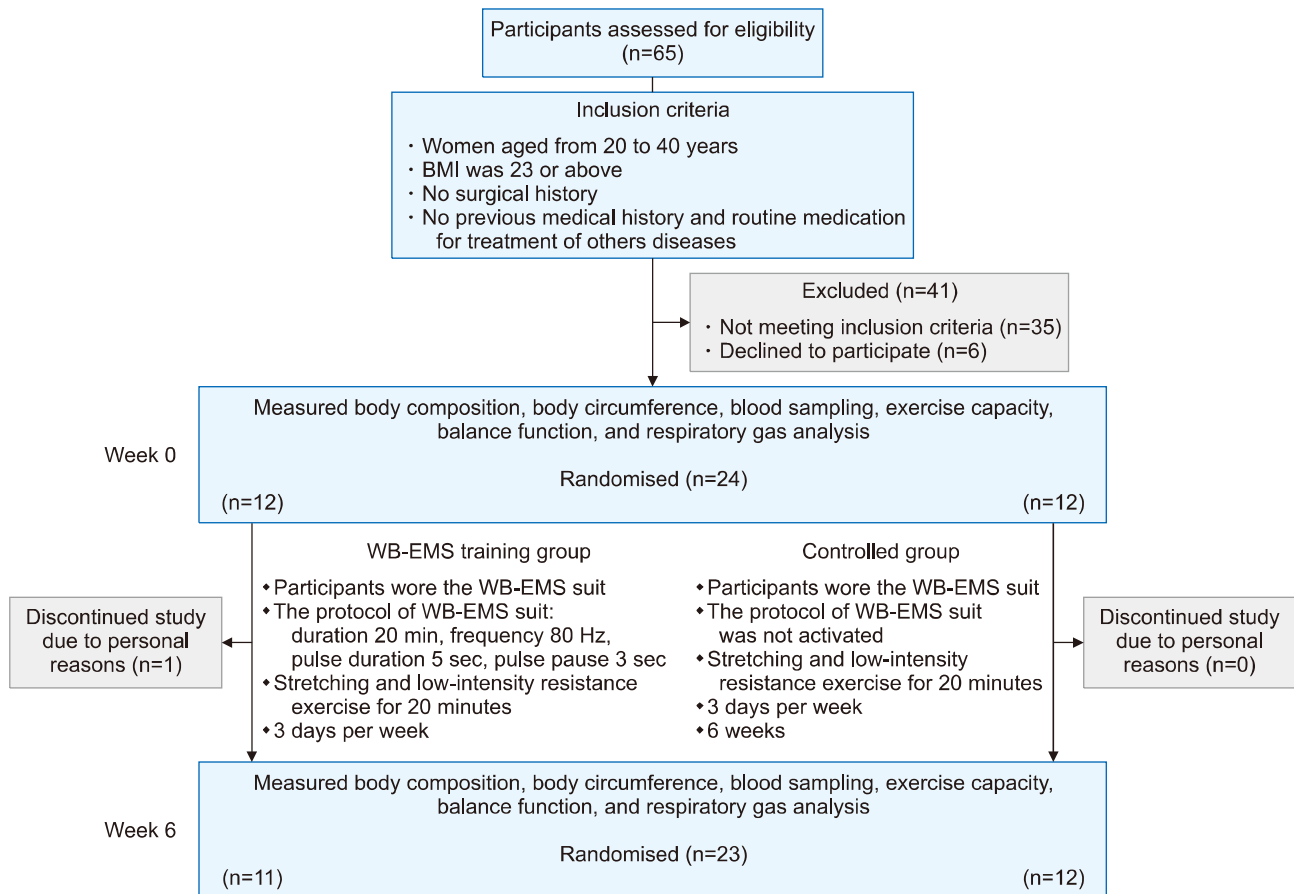 Participants assessed for eligibility
(n=65)
Inclusion criteria
· Women aged from 20 to 40 years
· BMI was 23 or above
· No surgical history
· No previous medical history and routine medication
for treatment of others diseases
Excluded (n=41)
· Not meeting inclusion criteria (n=35)
· Declined to participate (n=6)
Week 0
Measured body composition, body circumference, blood sampling, exercise capacity,
balance function, and respiratory gas analysis
Randomised (n=24)
(n=12)
(n=12)
Discontinued study
due to personal
reasons (n=1)
WB-EMS training group
◆Participants wore the WB-EMS suit
◆The protocol of WB-EMS suit:
duration 20 min, frequency 80 Hz,
pulse duration 5 sec, pulse pause 3 sec
◆Stretching and low-intensity resistance
exercise for 20 minutes
◆3 days per week
Controlled group
◆Participants wore the WB-EMS suit
◆The protocol of WB-EMS suit
was not activated
◆Stretching and low-intensity
resistance exercise for 20 minutes
◆3 days per week
◆6 weeks
Discontinued study
due to personal
reasons (n=0)
Week 6
Measured body composition, body circumference, blood sampling, exercise capacity,
balance function, and respiratory gas analysis
Randomised (n=23)
(n=11)
(n=12)